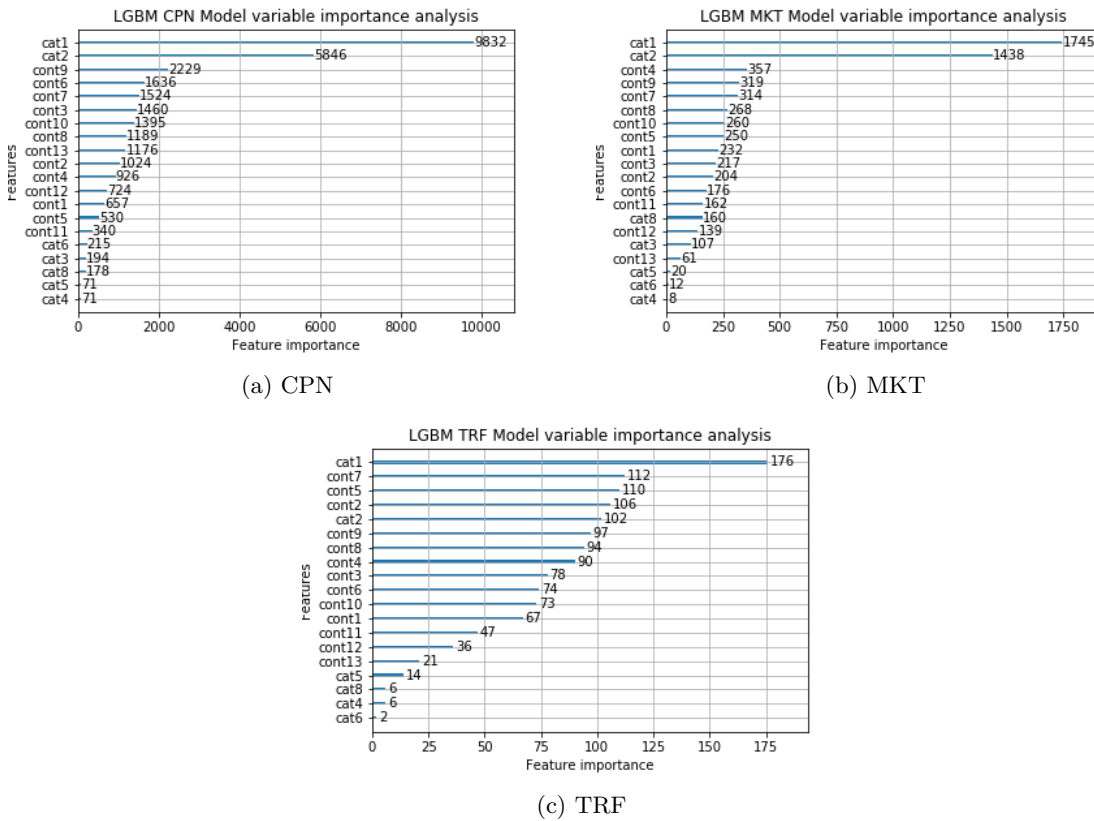 LGBM CPN Model variable importance analysis
Features
cat1 9832
cat2 5846
cont9 2229
cont6 1636
cont7 1524
cont3 1460
cont10 1395
cont8 1189
cont13 1176
cont2 1024
cont4 926
cont12 724
cont1 657
cont5 530
cont11 340
cat6 215
cat3 194
cat8 178
cat5 71
cat4 71
0 2000 4000 6000 8000 10000
Feature importance
(a) CPN
LGBM MKT Model variable importance analysis
Features
cat1 1745
cat2 1438
cont4 357
cont9 319
cont7 314
cont8 268
cont10 260
cont5 250
cont1 232
cont3 217
cont2 204
cont6 176
cont11 162
cat8 160
cont12 139
cat3 107
cont13 61
cat5 20
cat6 12
cat4 8
0 250 500 750 1000 1250 1500 1750
Feature importance
(b) MKT
LGBM TRF Model variable importance analysis
Features
cat1 176
cont7 112
cont5 110
cont2 106
cat2 102
cont9 97
cont8 94
cont4 90
cont3 78
cont6 74
cont10 73
cont1 67
cont11 47
cont12 36
cont13 21
cat5 14
cat8 6
cat4 6
cat6 2
0 25 50 75 100 125 150 175
Feature importance
(c) TRF